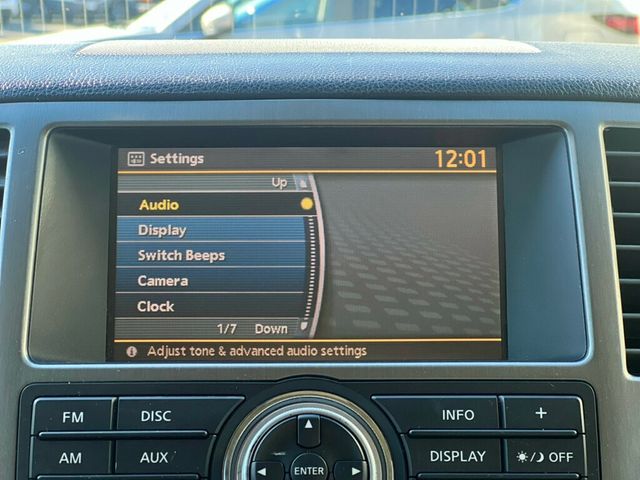 Settings 12:01
Up
Audio
Display
Switch Beeps
Camera
Clock
1/7 Down
Adjust tone & advanced audio settings
FM DISC INFO +
AM AUX ENTER DISPLAY OFF